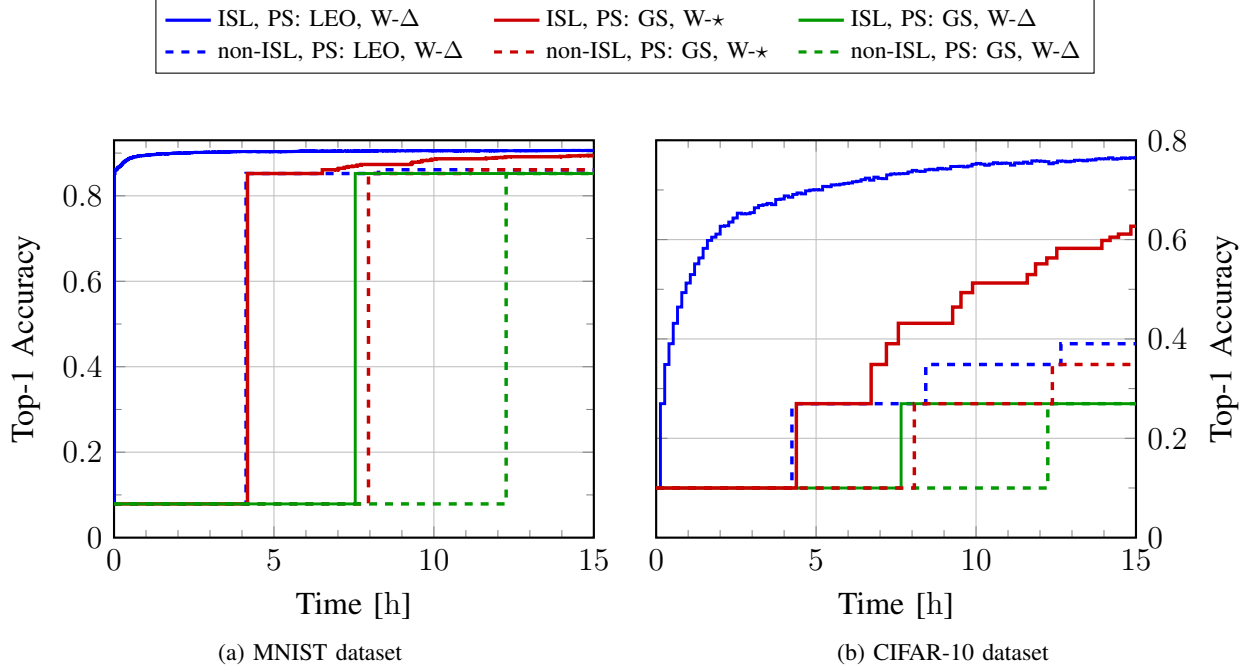 ISL, PS: LEO, W-Δ ISL, PS: GS, W-⋆ ISL, PS: GS, W-Δ
non-ISL, PS: LEO, W-Δ non-ISL, PS: GS, W-⋆ non-ISL, PS: GS, W-Δ
Top-1 Accuracy
0.8
0.6
0.4
0.2
0
0 5 10 15
Time [h]
(a) MNIST dataset
0.8
0.6
0.4
0.2
0
Top-1 Accuracy
0 5 10 15
Time [h]
(b) CIFAR-10 dataset